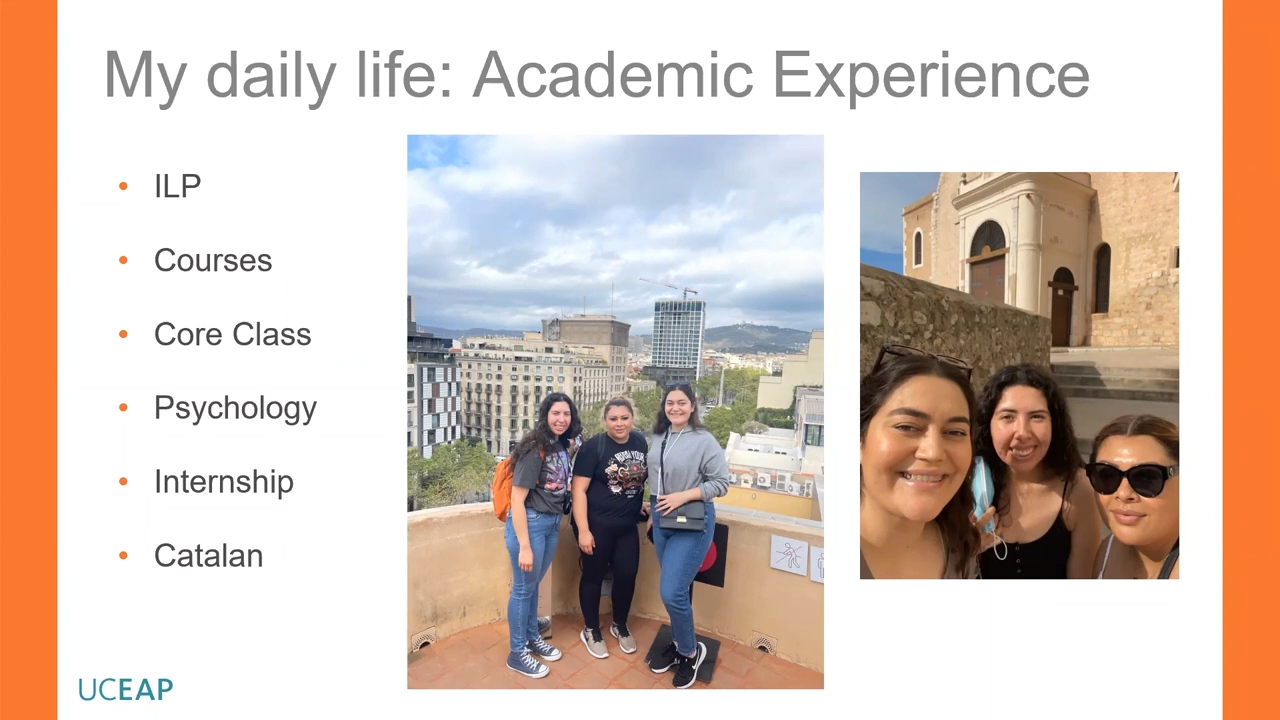 My daily life: Academic Experience
ILP
Courses
Core Class
Psychology
Internship
Catalan
UCEAP